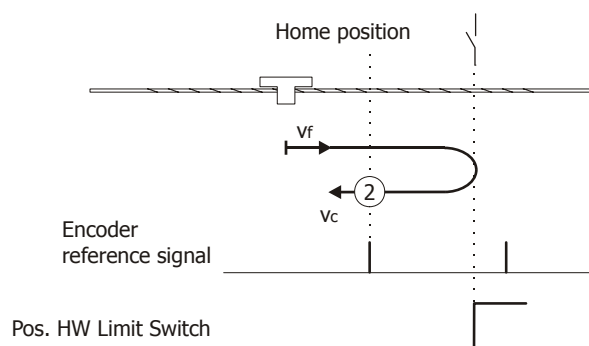 Home position
Vf
2
Vc
Encoder
reference signal
Pos. HW Limit Switch